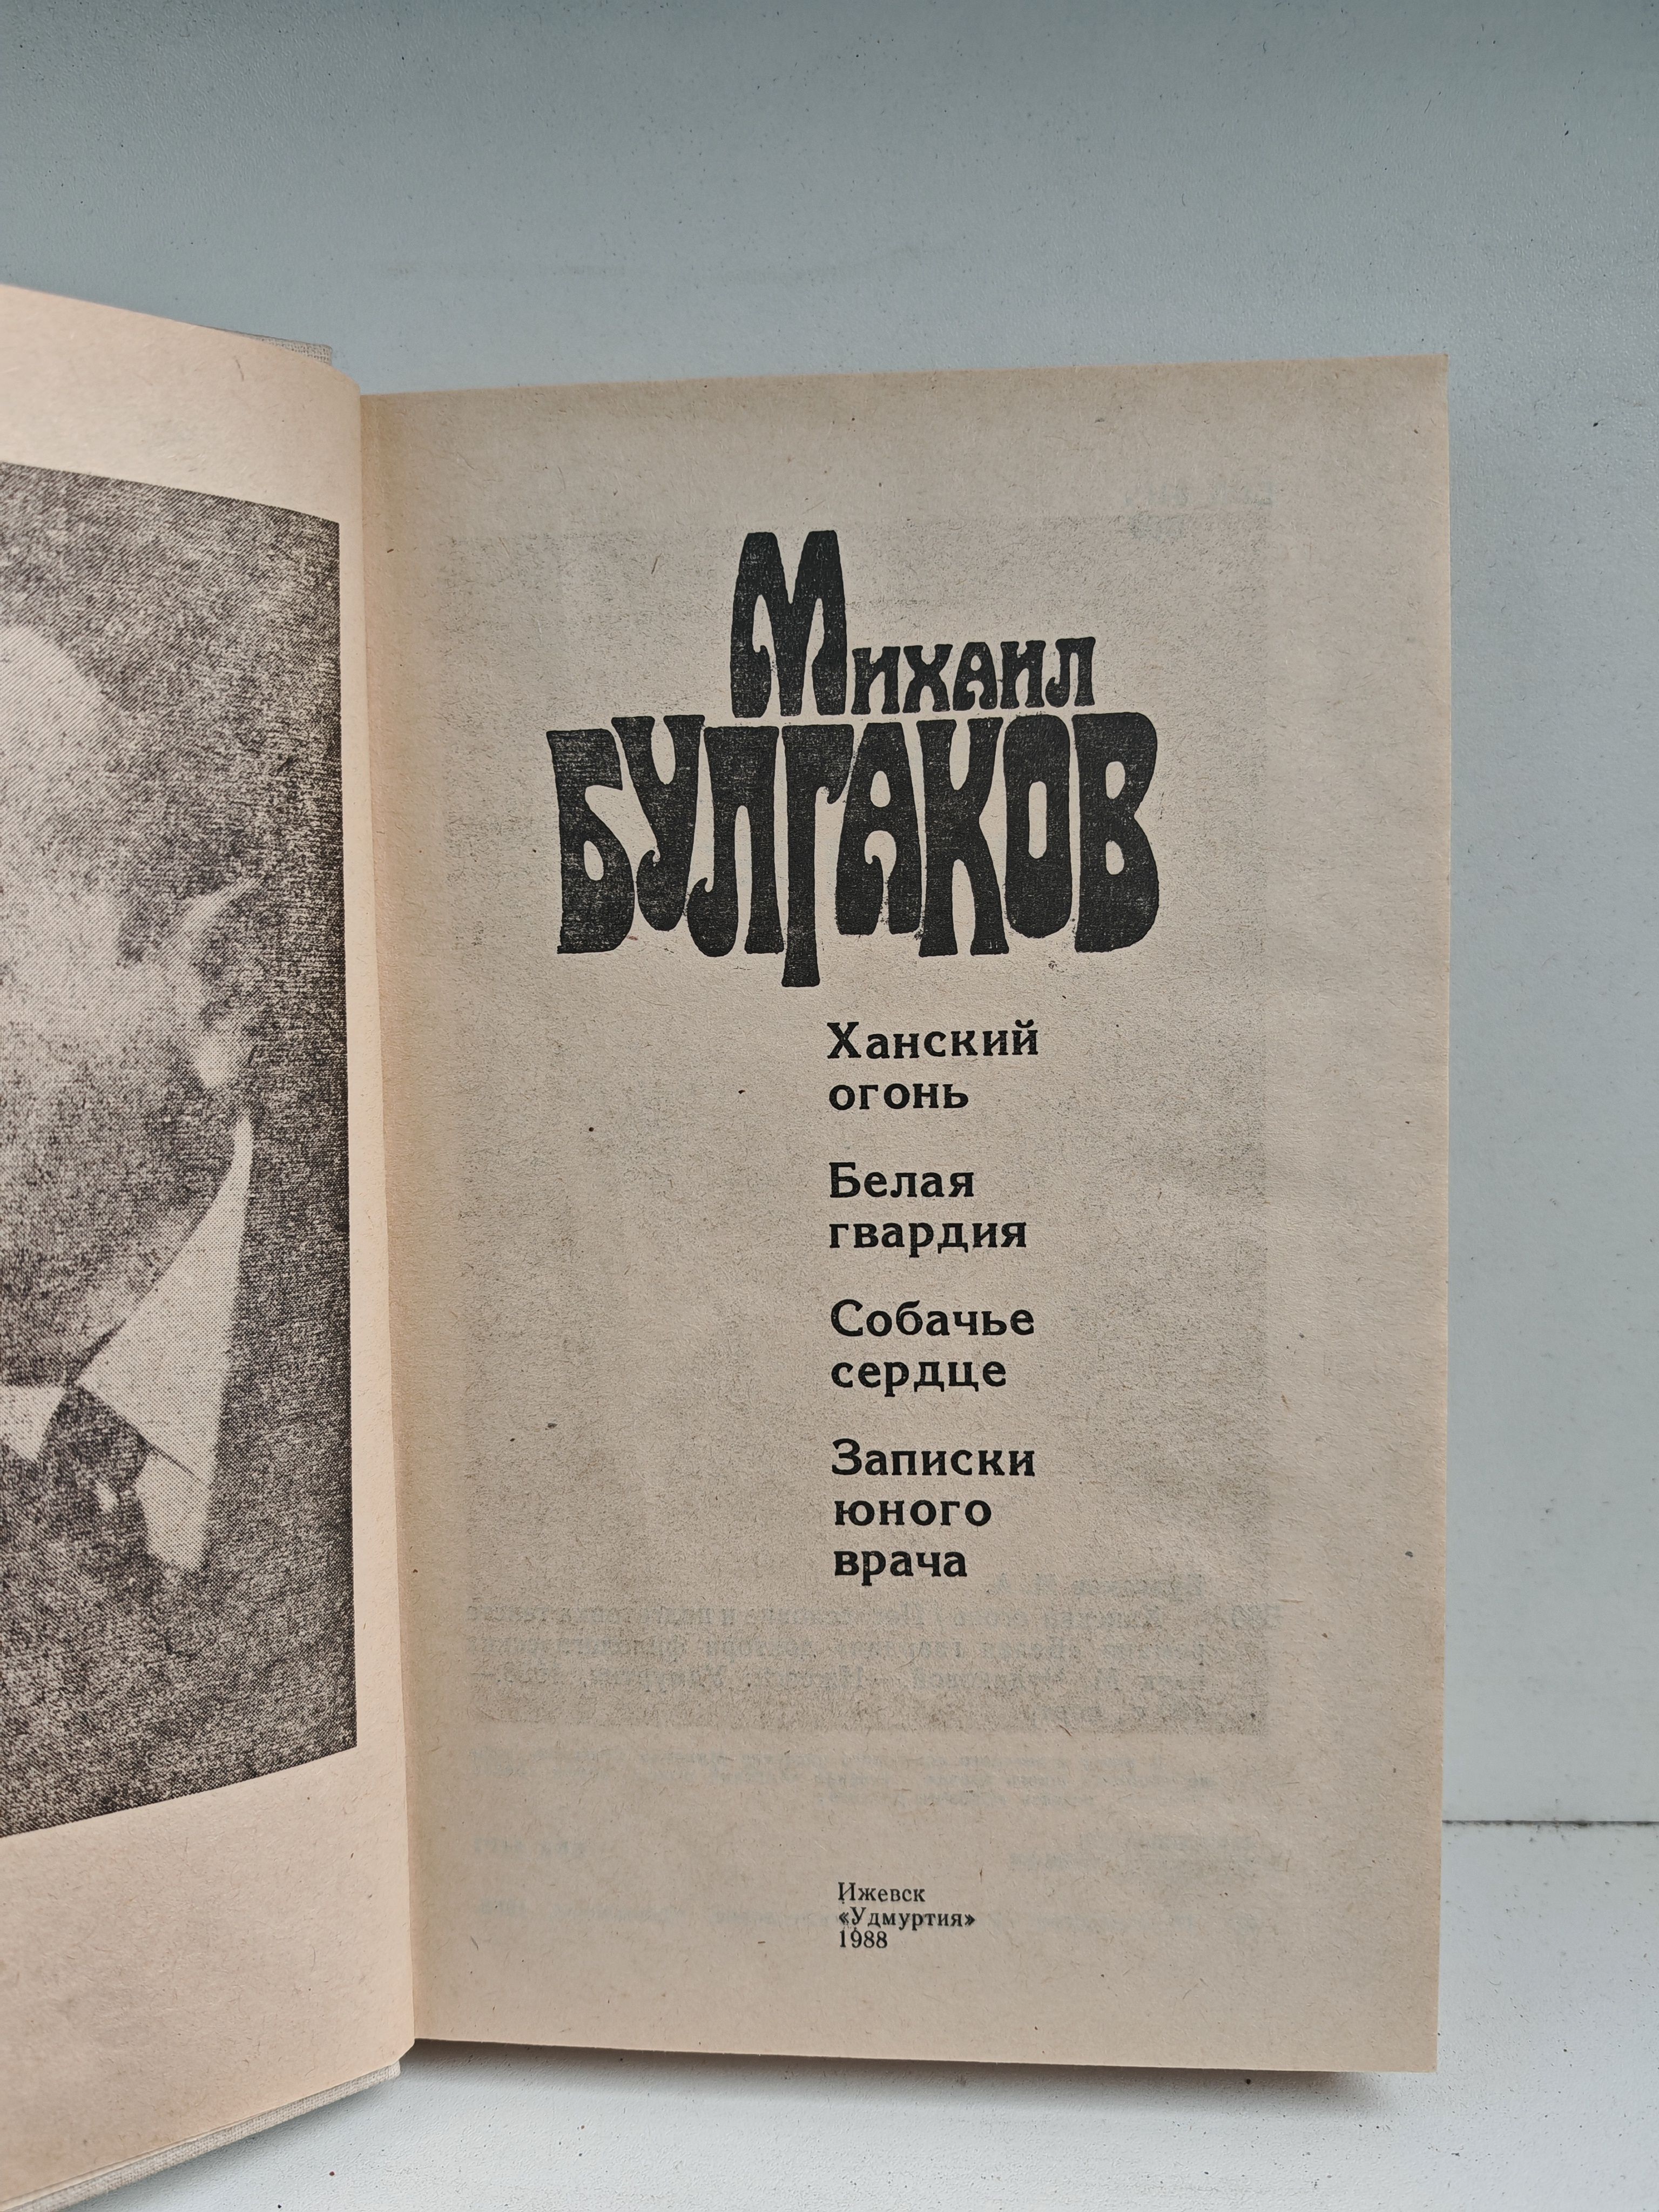 Михаил
БУЛГАКОВ
Ханский
огонь
Белая
гвардия
Собачье
сердце
Записки
юного
врача
Ижевск
«Удмуртия»
1988